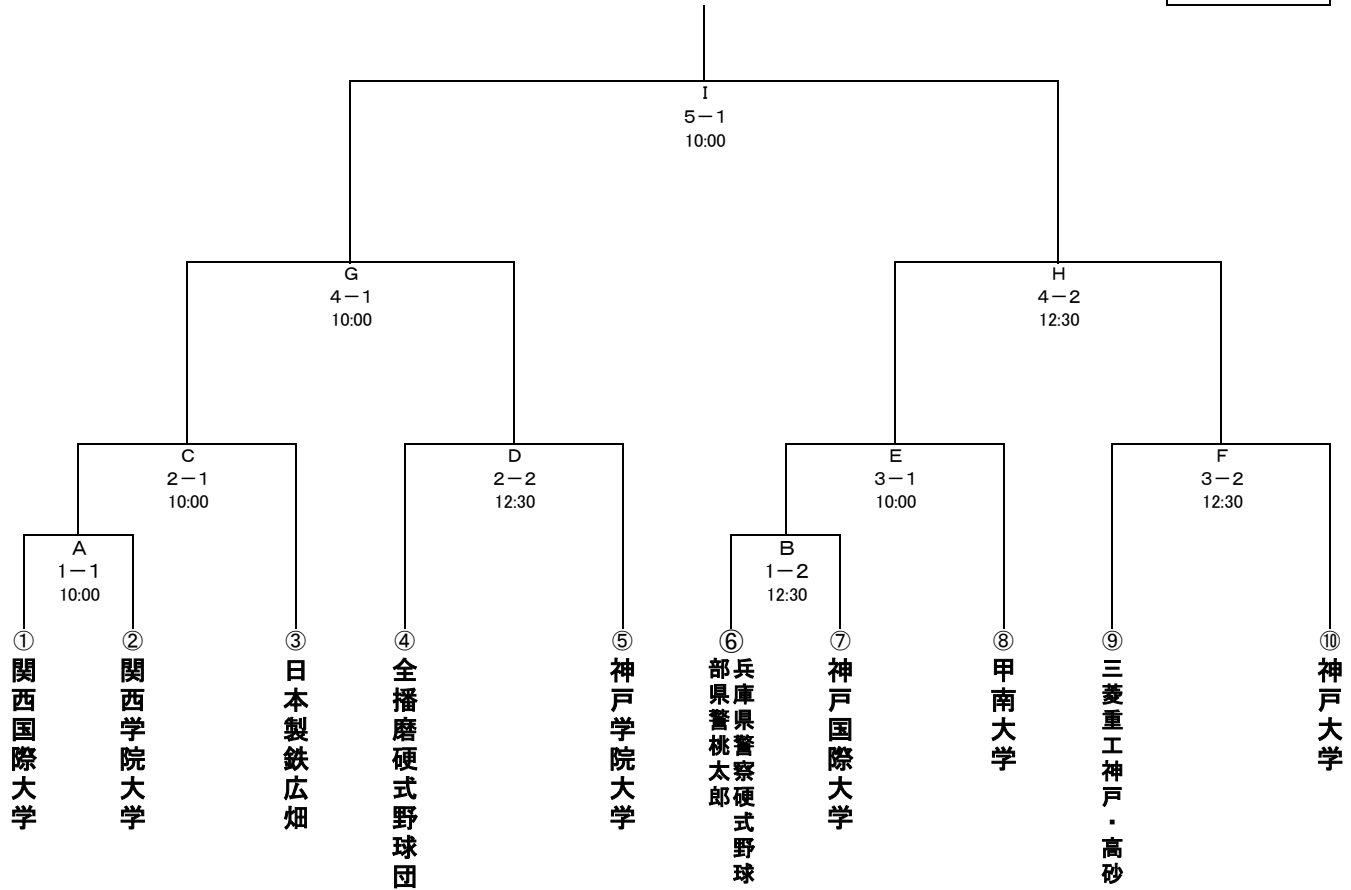 I
5－1
10:00
G
4－1
10:00
H
4－2
12:30
C
2－1
10:00
D
2－2
12:30
E
3－1
10:00
F
3－2
12:30
A
1－1
10:00
B
1－2
12:30
①
関西国際大学
②
関西学院大学
③
日本製鉄広畑
④
全播磨硬式野球団
⑤
神戸学院大学
⑥
兵庫県警察硬式野球
部県警桃太郎
⑦
神戸国際大学
⑧
甲南大学
⑨
三菱重工神戸・高砂
⑩
神戸大学